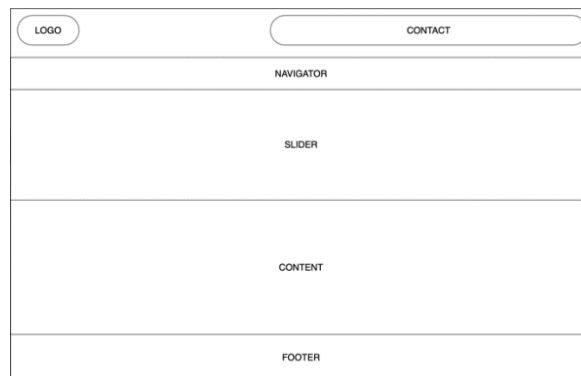 LOGO
CONTACT
NAVIGATOR
SLIDER
CONTENT
FOOTER